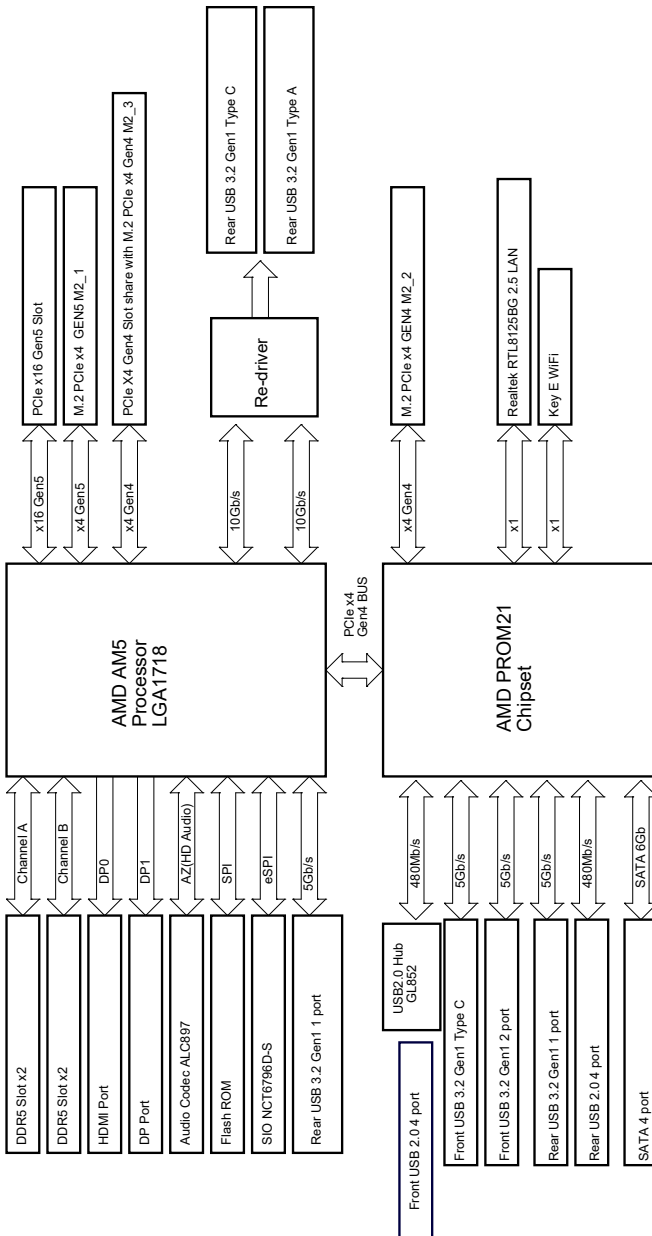 DDR5 Slot x2
DDR5 Slot x2
HDMI Port
DP Port
Audio Codec ALC897
Flash ROM
SIO NCT6796D-S
Rear USB 3.2 Gen1 1 port
Channel A
Channel B
DP0
DP1
AZ(HD Audio)
SPI
eSPI
5Gb/s
AMD AM5
Processor
LGA1718
x16 Gen5
x4 Gen5
x4 Gen4
10Gb/s
10Gb/s
PCIe x16 Gen5 Slot
M.2 PCIe x4 GEN5 M2_1
PCIe X4 Gen4 Slot share with M.2 PCIe x4 Gen4 M2_3
Re-driver
Rear USB 3.2 Gen1 Type C
Rear USB 3.2 Gen1 Type A
PCIe x4
Gen4 BUS
Front USB 2.0 4 port
USB2.0 Hub
GL852
Front USB 3.2 Gen1 Type C
Front USB 3.2 Gen1 2 port
Rear USB 3.2 Gen1 1 port
Rear USB 2.0 4 port
SATA 4 port
480Mb/s
5Gb/s
5Gb/s
5Gb/s
480Mb/s
SATA 6Gb
AMD PROM21
Chipset
x4 Gen4
x1
x1
M.2 PCIe x4 GEN4 M2_2
Realtek RTL8125BG 2.5 LAN
Key E WiFi